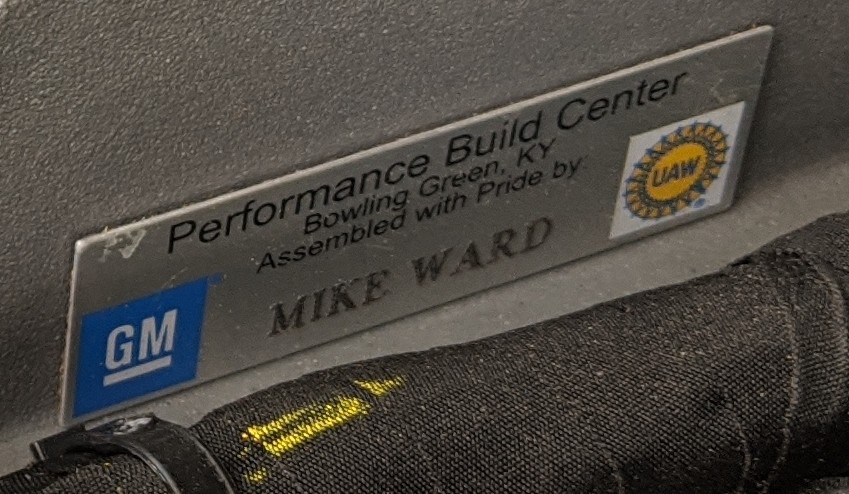 Performance Build Center
Bowling Green, KY
Assembled with Pride by:
MIKE WARD
GM
UAW